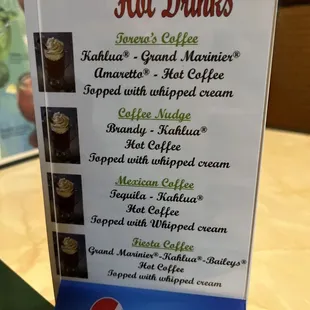 Hot Drinks
Torero's Coffee
Kahlua® - Grand Marinier®
Amaretto® - Hot Coffee
Topped with whipped cream
Coffee Nudge
Brandy - Kahlua®
Hot Coffee
Topped with whipped cream
Mexican Coffee
Tequila - Kahlua®
Hot Coffee
Topped with Whipped cream
Fiesta Coffee
Grand Marinier®-Kahlua®-Baileys®
Hot Coffee
Topped with whipped cream